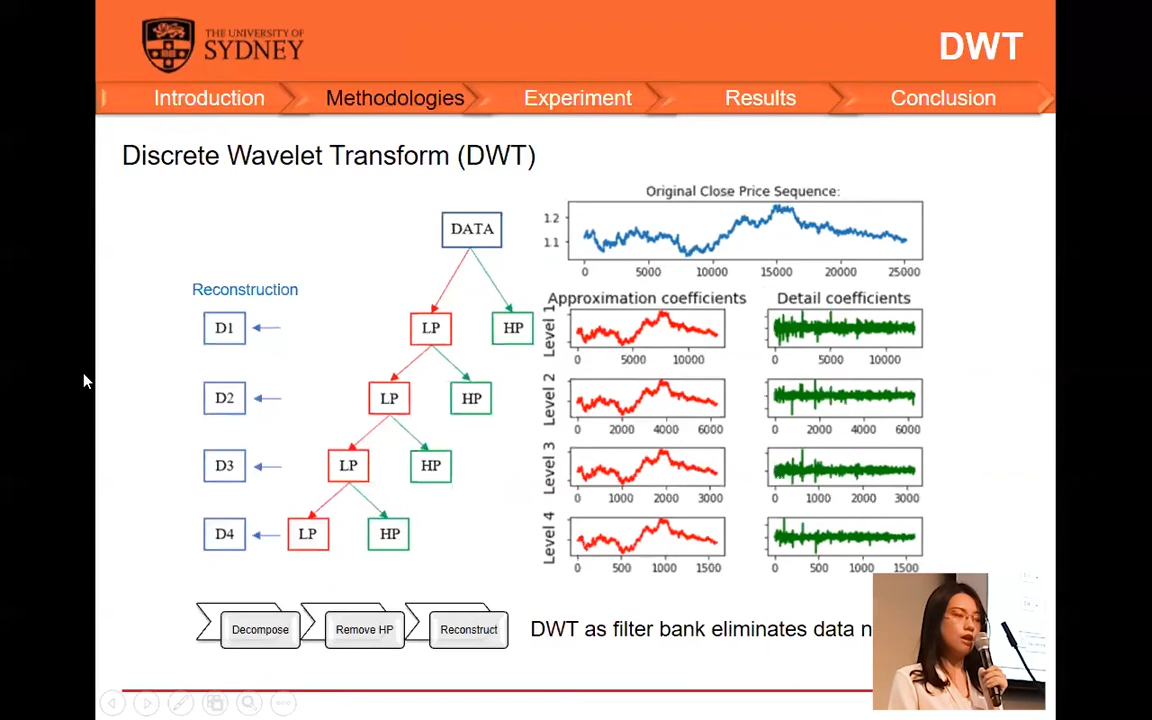 THE UNIVERSITY OF
SYDNEY
DWT
Introduction
Methodologies
Experiment
Results
Conclusion
Discrete Wavelet Transform (DWT)
Original Close Price Sequence:
1.2
1.1
0 5000 10000 15000 20000 25000
DATA
Reconstruction
Approximation coefficients
Detail coefficients
D1
LP
HP
Level 1
0 5000 10000
0 5000 10000
D2
LP
HP
Level 2
0 2000 4000 6000
0 2000 4000 6000
D3
LP
HP
Level 3
0 1000 2000 3000
0 1000 2000 3000
D4
LP
HP
Level 4
0 500 1000 1500
0 500 1000 1500
Decompose
Remove HP
Reconstruct
DWT as filter bank eliminates data n